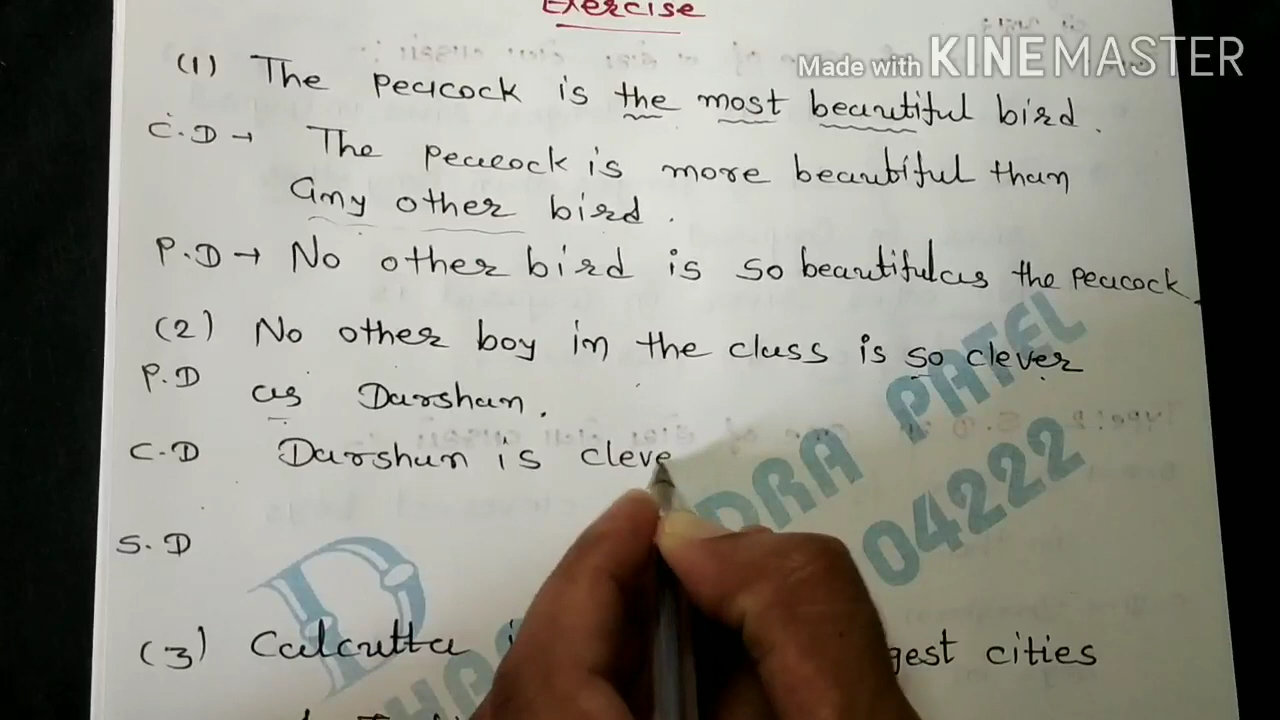 Exercise
Made with KINEMASTER
(1) The peacock is the most beautiful bird.
C.D → The peacock is more beautiful than
any other bird.
P.D → No other bird is so beautiful as the peacock.
(2) No other boy in the class is so clever
P.D as Darshan.
C.D Darshan is cleve
S.D
(3) Calcutta cities
DRA PATEL
04222